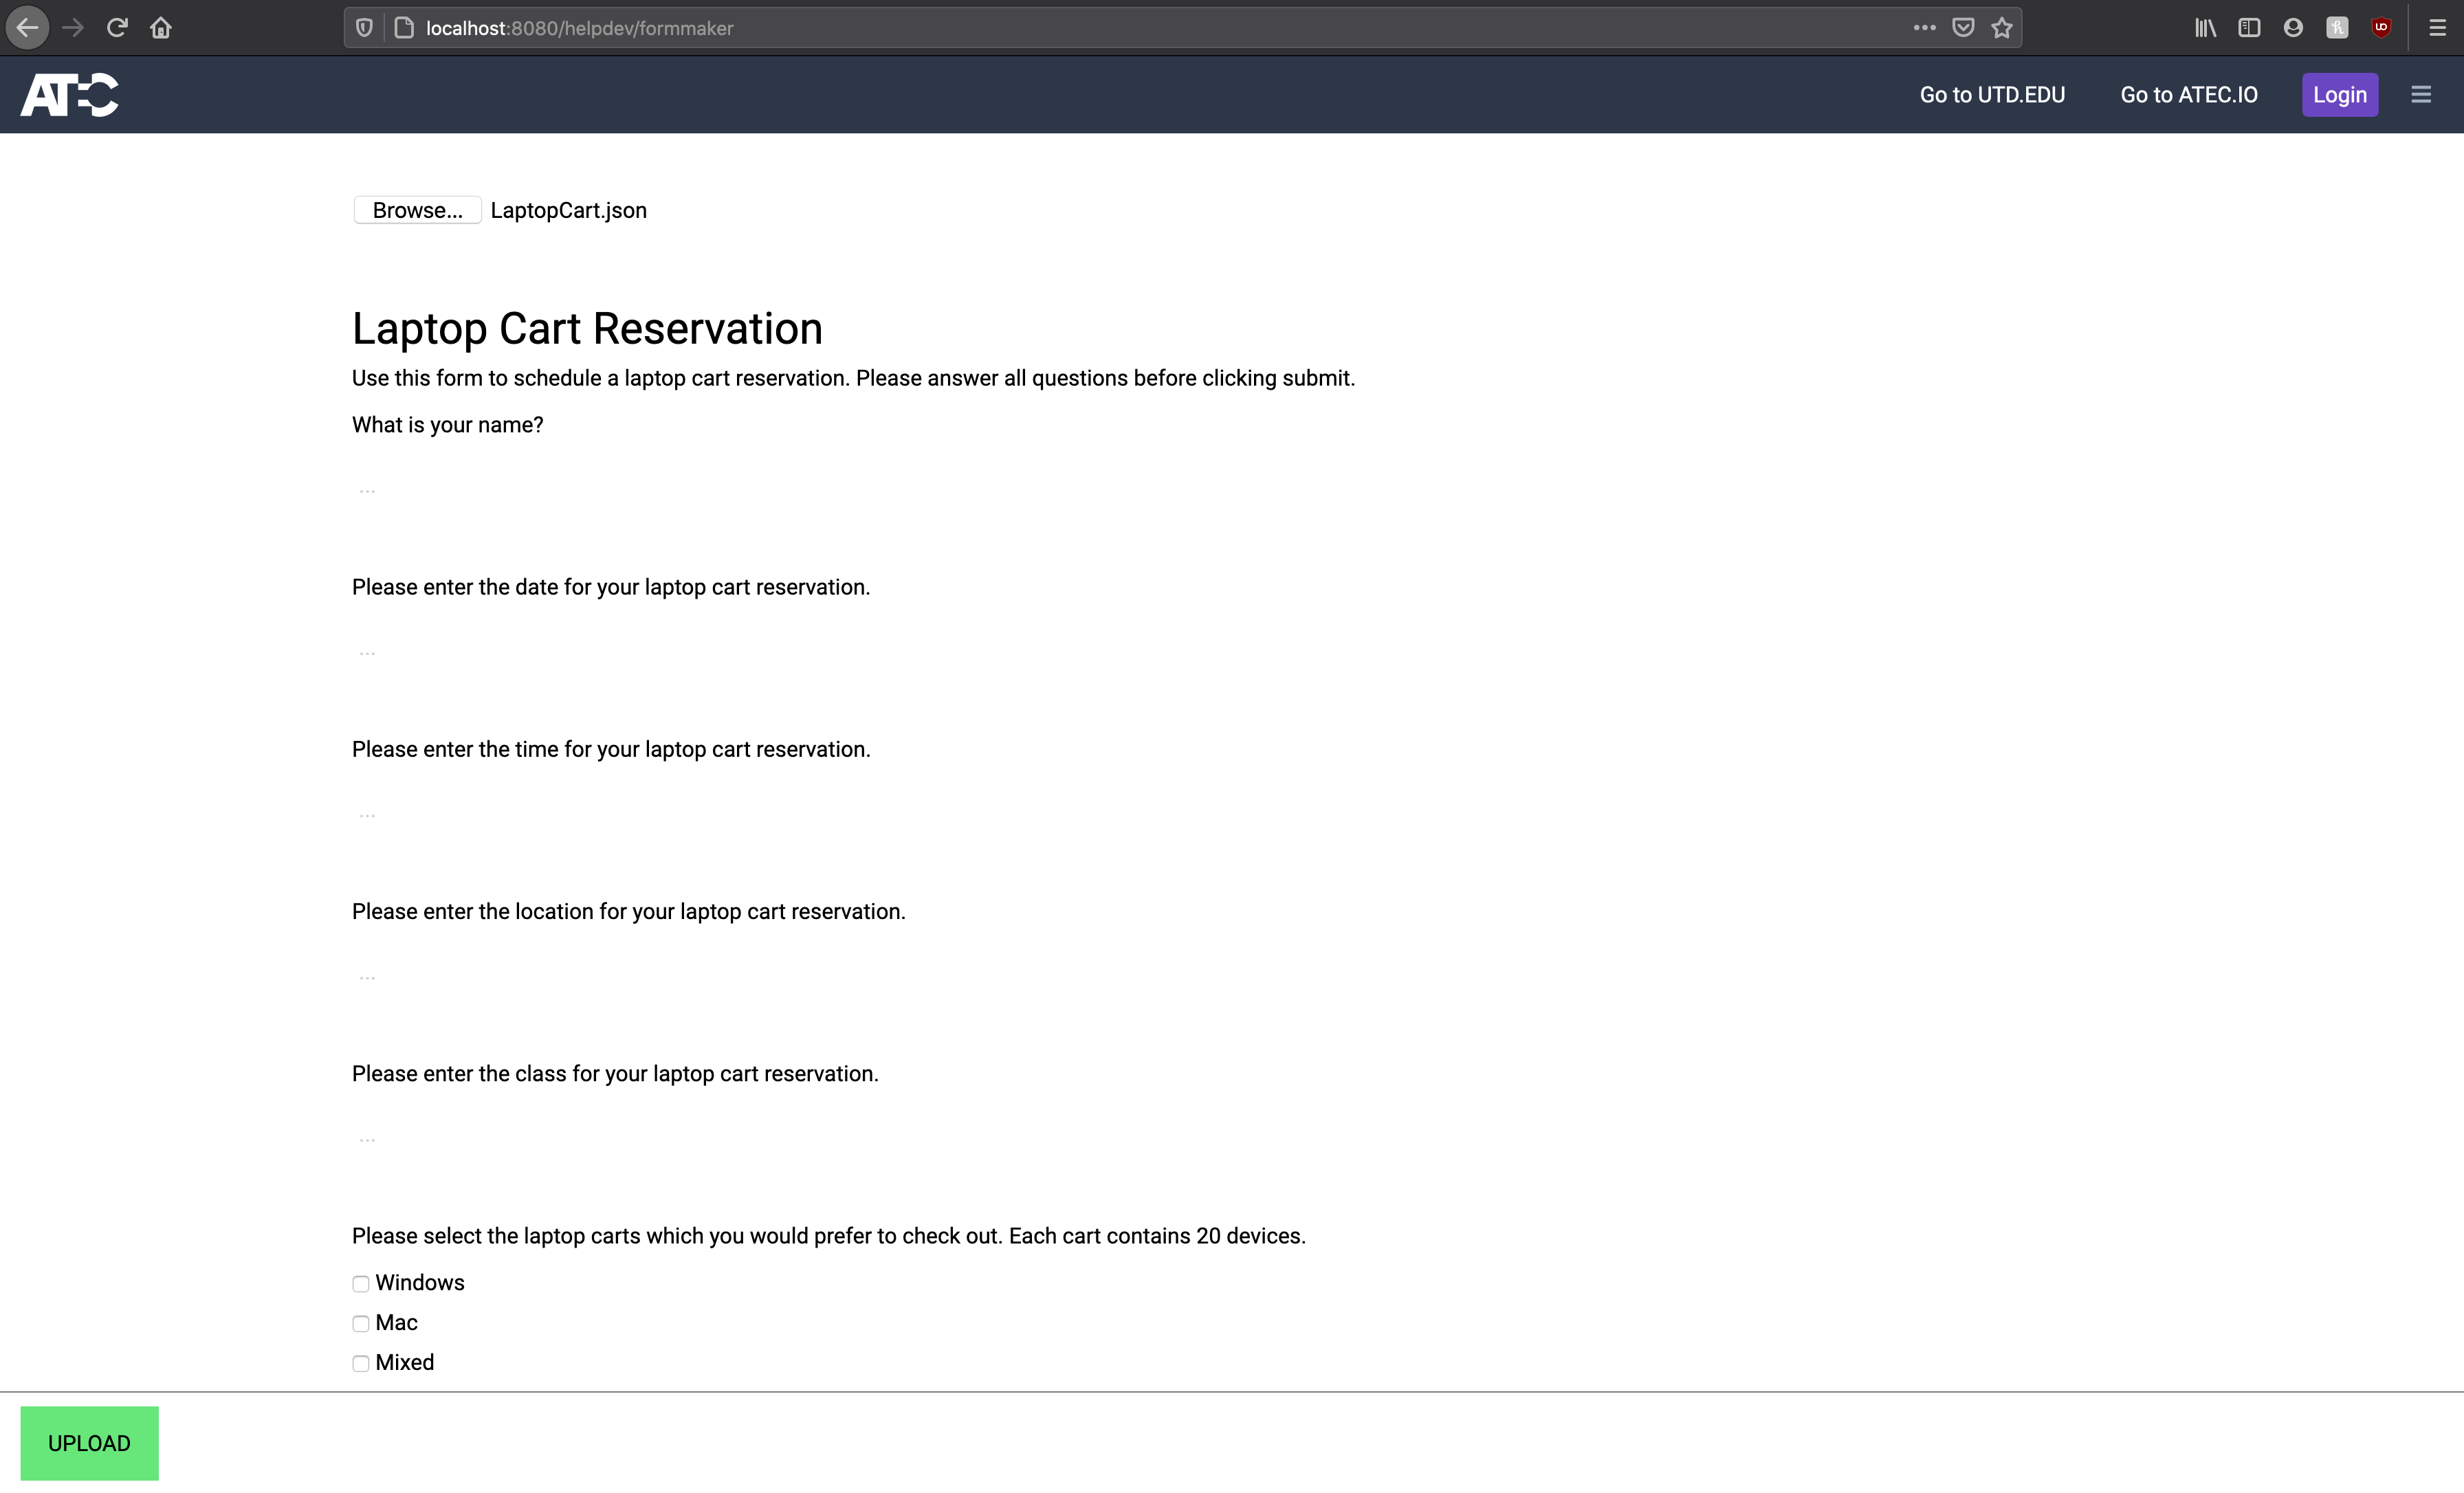 localhost:8080/helpdev/formmaker
ATEC
Go to UTD.EDU
Go to ATEC.IO
Login
Browse... LaptopCart.json
Laptop Cart Reservation
Use this form to schedule a laptop cart reservation. Please answer all questions before clicking submit.
What is your name?
...
Please enter the date for your laptop cart reservation.
...
Please enter the time for your laptop cart reservation.
...
Please enter the location for your laptop cart reservation.
...
Please enter the class for your laptop cart reservation.
...
Please select the laptop carts which you would prefer to check out. Each cart contains 20 devices.
Windows
Mac
Mixed
UPLOAD